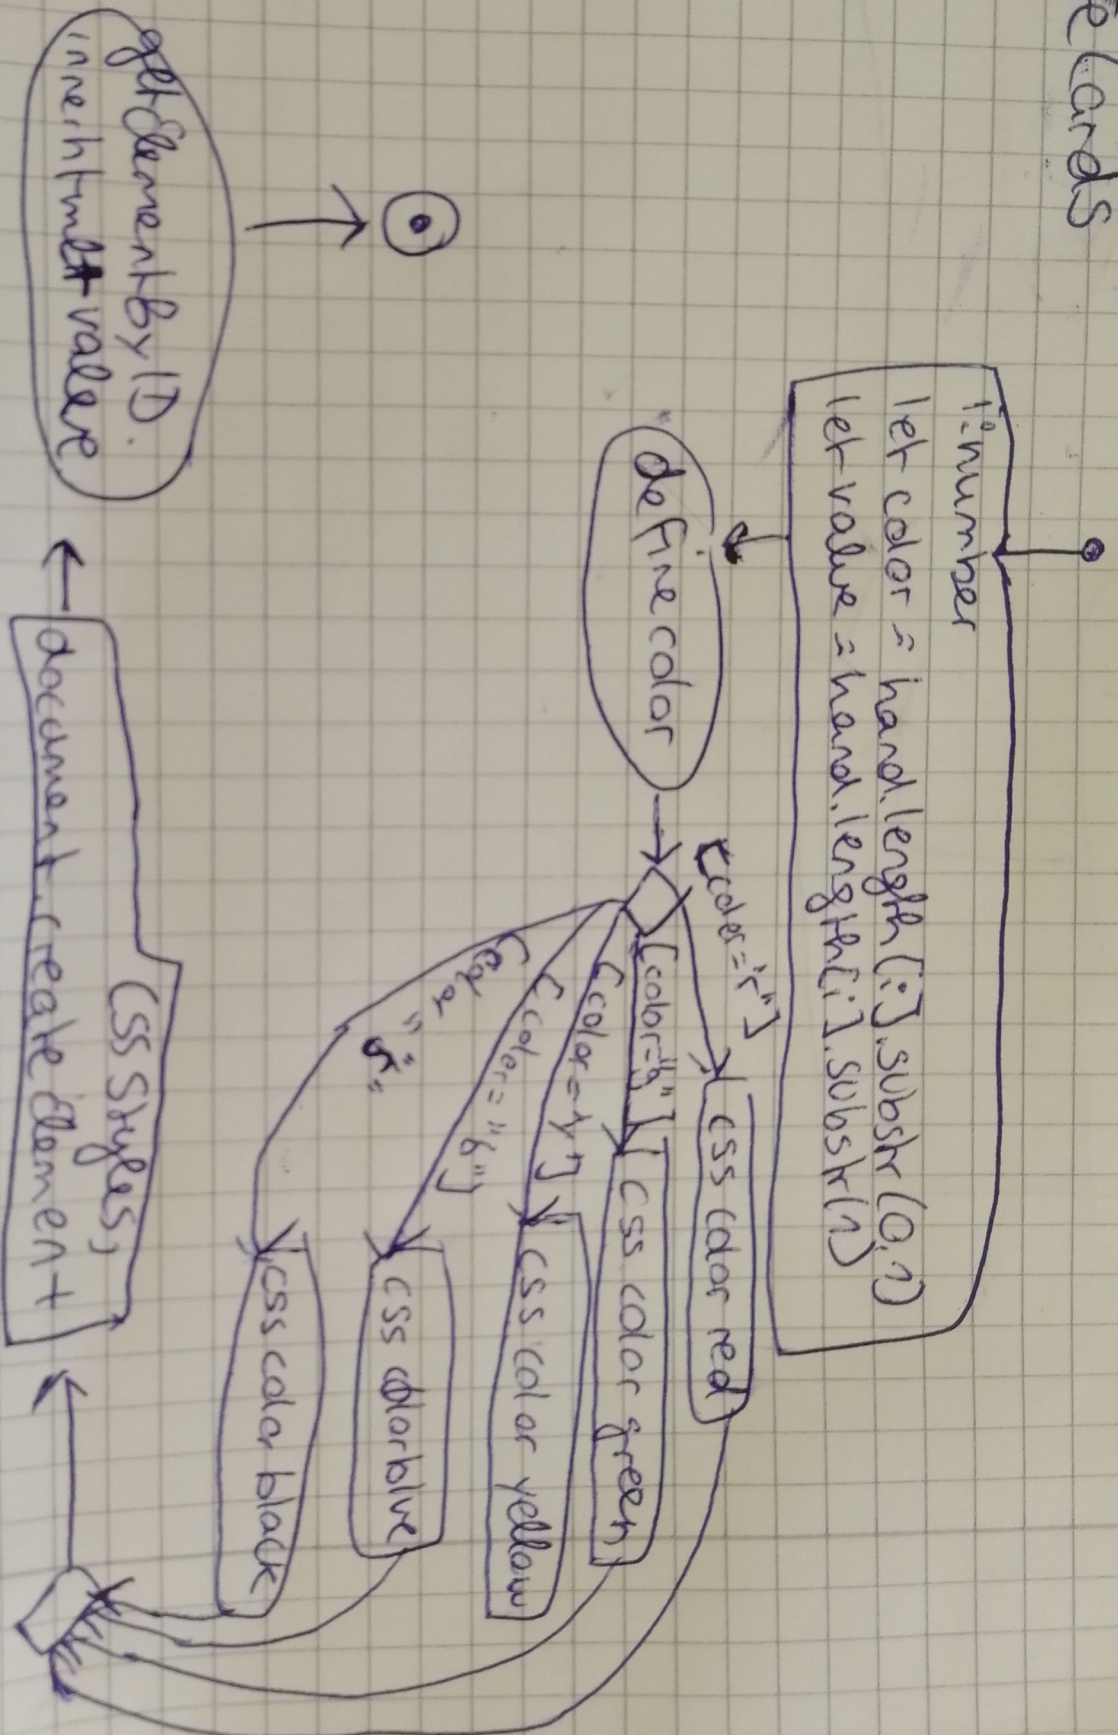 eCards
i:number
let color = hand.length[i].substr(0,1)
let value = hand.length[i].substr(1)
define color
[color="r"]
css color red
[color="g"]
css color green
[color=y"]
css color yellow
[color="b"]
css color blue
css color black
CSS Styles,
document.createElement
getElementByID
innerhtml+value